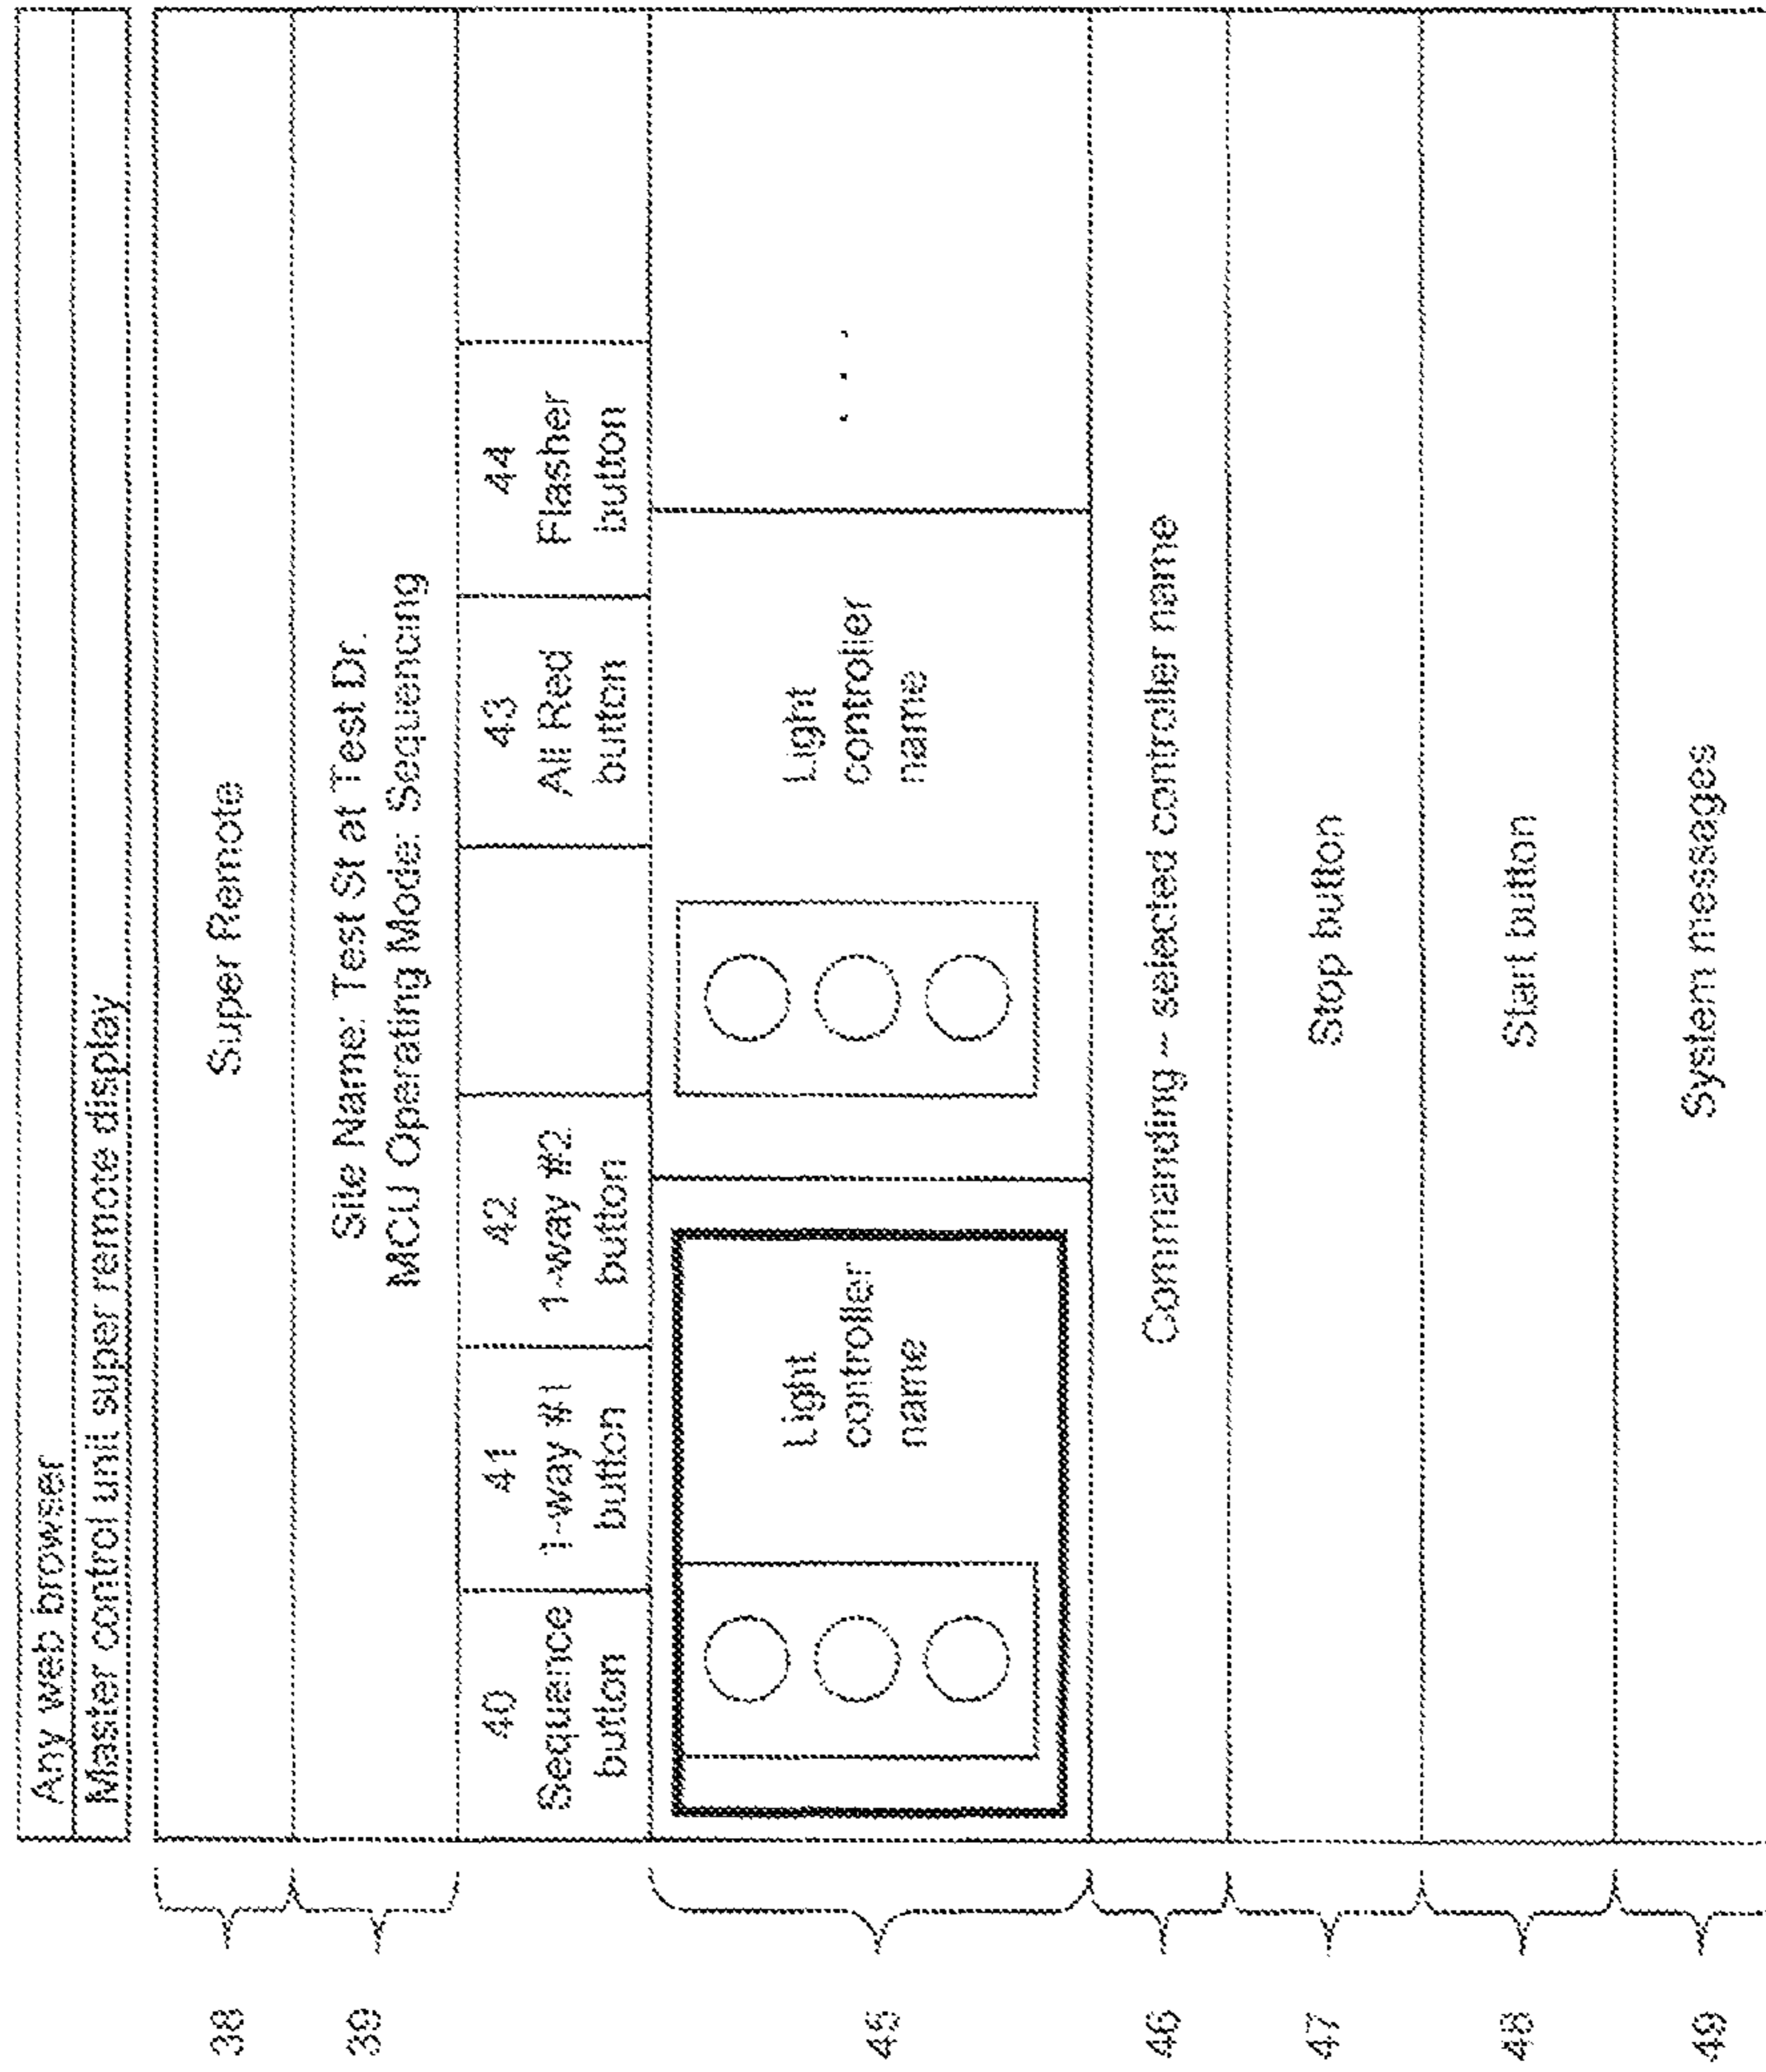 Any web browser
Master control unit super remote display
38
Super Remote
39
Site Name: Test St at Test Dr.
MCU Operating Mode: Sequencing
40
Sequence
button
41
1-way #1
button
42
1-way #2
button
43
All Red
button
44
Flasher
button
45
Light
controller
name
Light
controller
name
. . .
46
Commanding – selected controller name
47
Stop button
48
Start button
49
System messages